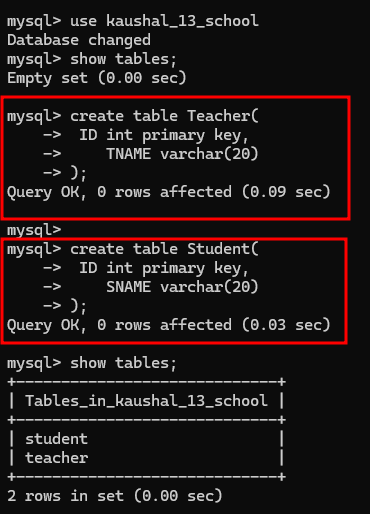 mysql> use kaushal_13_school
Database changed
mysql> show tables;
Empty set (0.00 sec)
mysql> create table Teacher(
    ->  ID int primary key,
    ->     TNAME varchar(20)
    -> );
Query OK, 0 rows affected (0.09 sec)
mysql>
mysql> create table Student(
    ->  ID int primary key,
    ->     SNAME varchar(20)
    -> );
Query OK, 0 rows affected (0.03 sec)
mysql> show tables;
+-----------------------------+
| Tables_in_kaushal_13_school |
+-----------------------------+
| student                     |
| teacher                     |
+-----------------------------+
2 rows in set (0.00 sec)